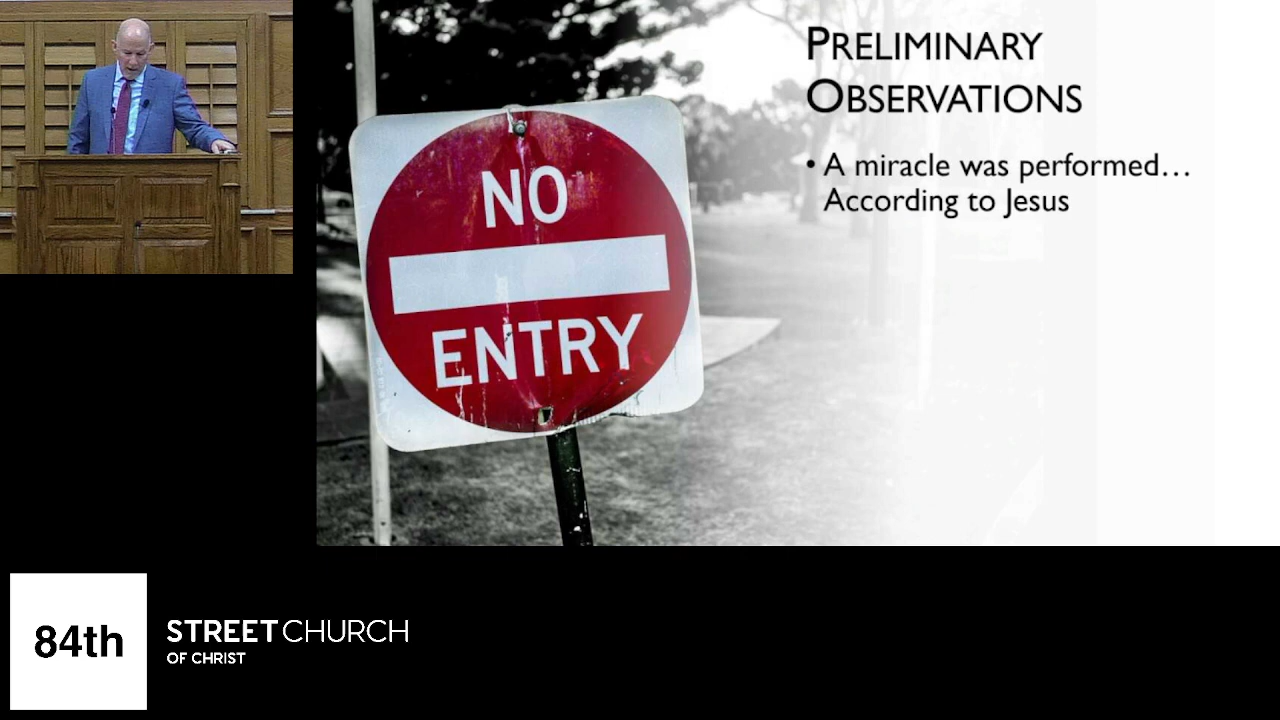 PRELIMINARY
OBSERVATIONS
• A miracle was performed…
According to Jesus
NO
ENTRY
84th
STREET CHURCH
OF CHRIST